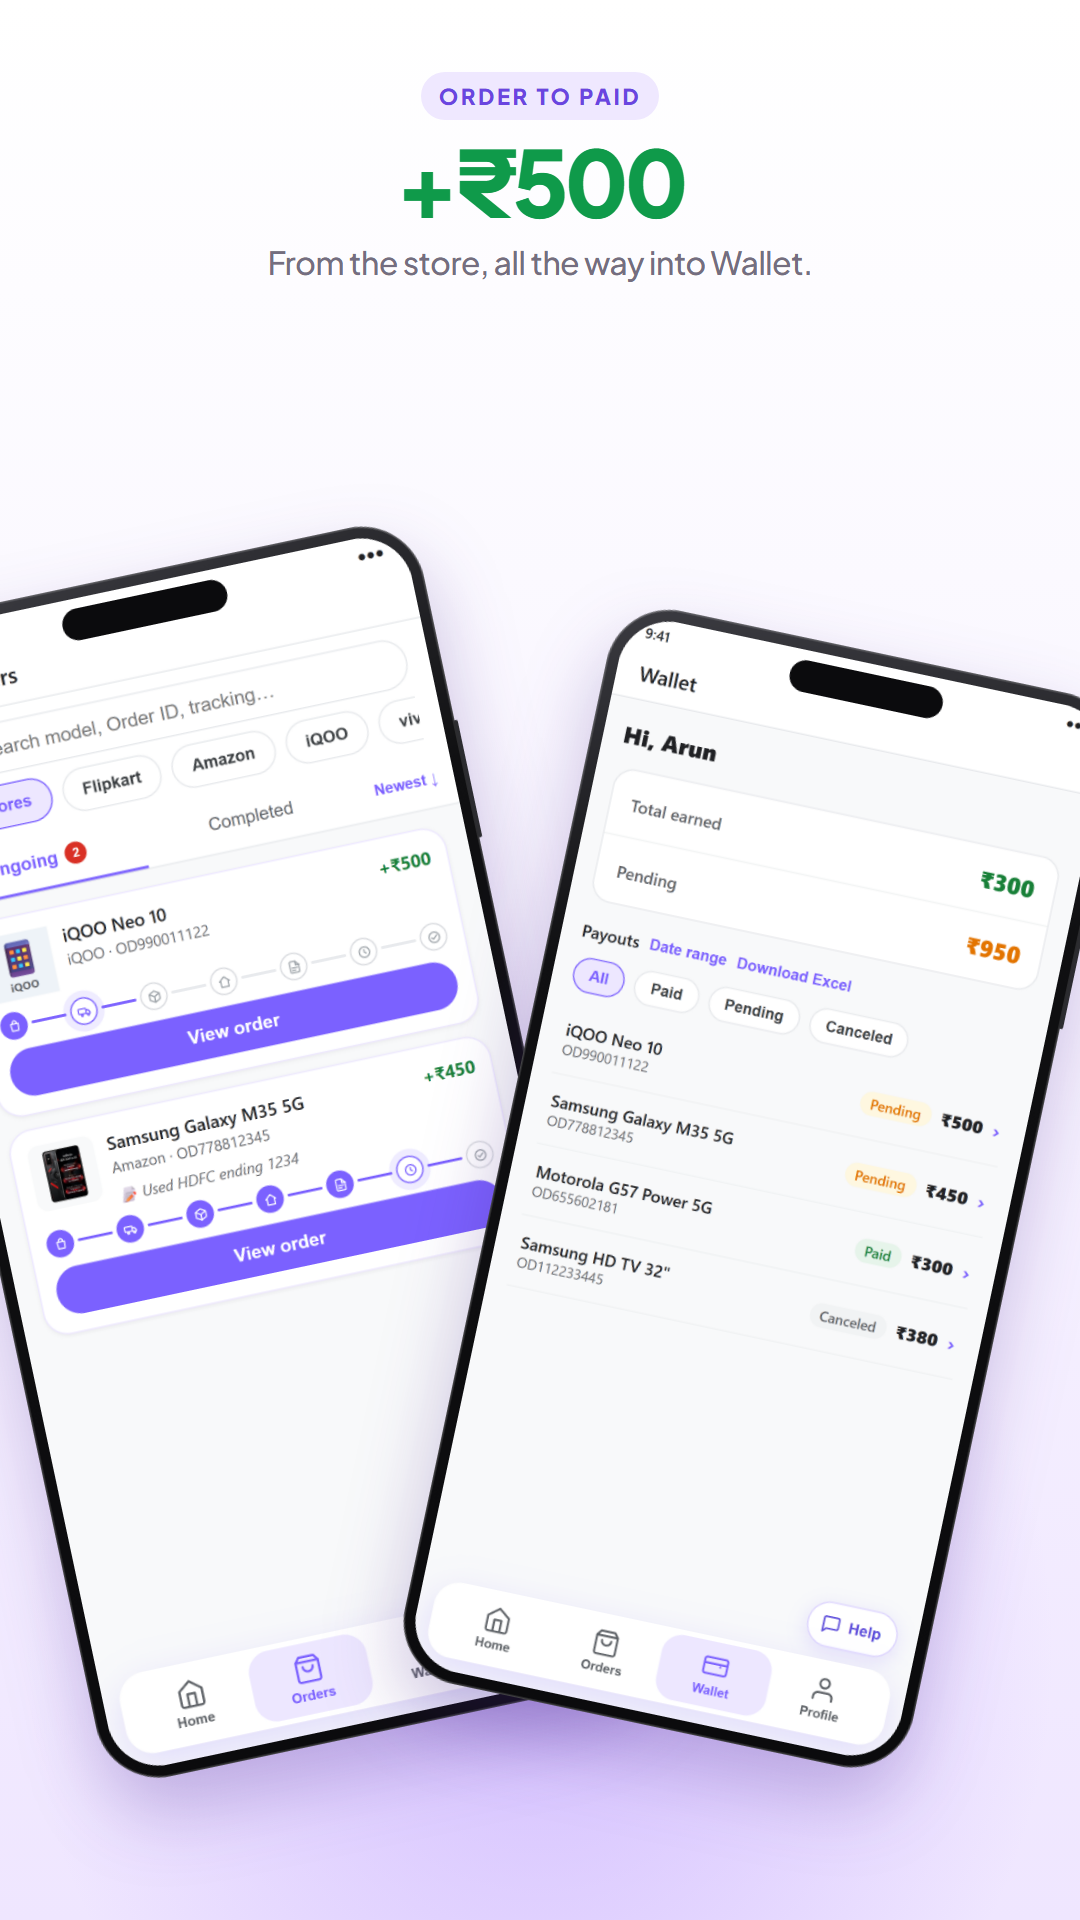 ORDER TO PAID
+₹500
From the store, all the way into Wallet.
Search model, Order ID, tracking...
Flipkart
Amazon
iQOO
Newest ↓
Ongoing 2
Completed
+₹500
iQOO Neo 10
iQOO · OD990011122
iQOO
View order
+₹450
Samsung Galaxy M35 5G
Amazon · OD778812345
Used HDFC ending 1234
View order
Home
Orders
9:41
Wallet
Hi, Arun
Total earned
₹300
Pending
₹950
Payouts Date range Download Excel
All
Paid
Pending
Canceled
iQOO Neo 10
OD990011122
Pending ₹500 ›
Samsung Galaxy M35 5G
OD778812345
Pending ₹450 ›
Motorola G57 Power 5G
OD655602181
Paid ₹300 ›
Samsung HD TV 32"
OD112233445
Canceled ₹380 ›
Help
Home
Orders
Wallet
Profile